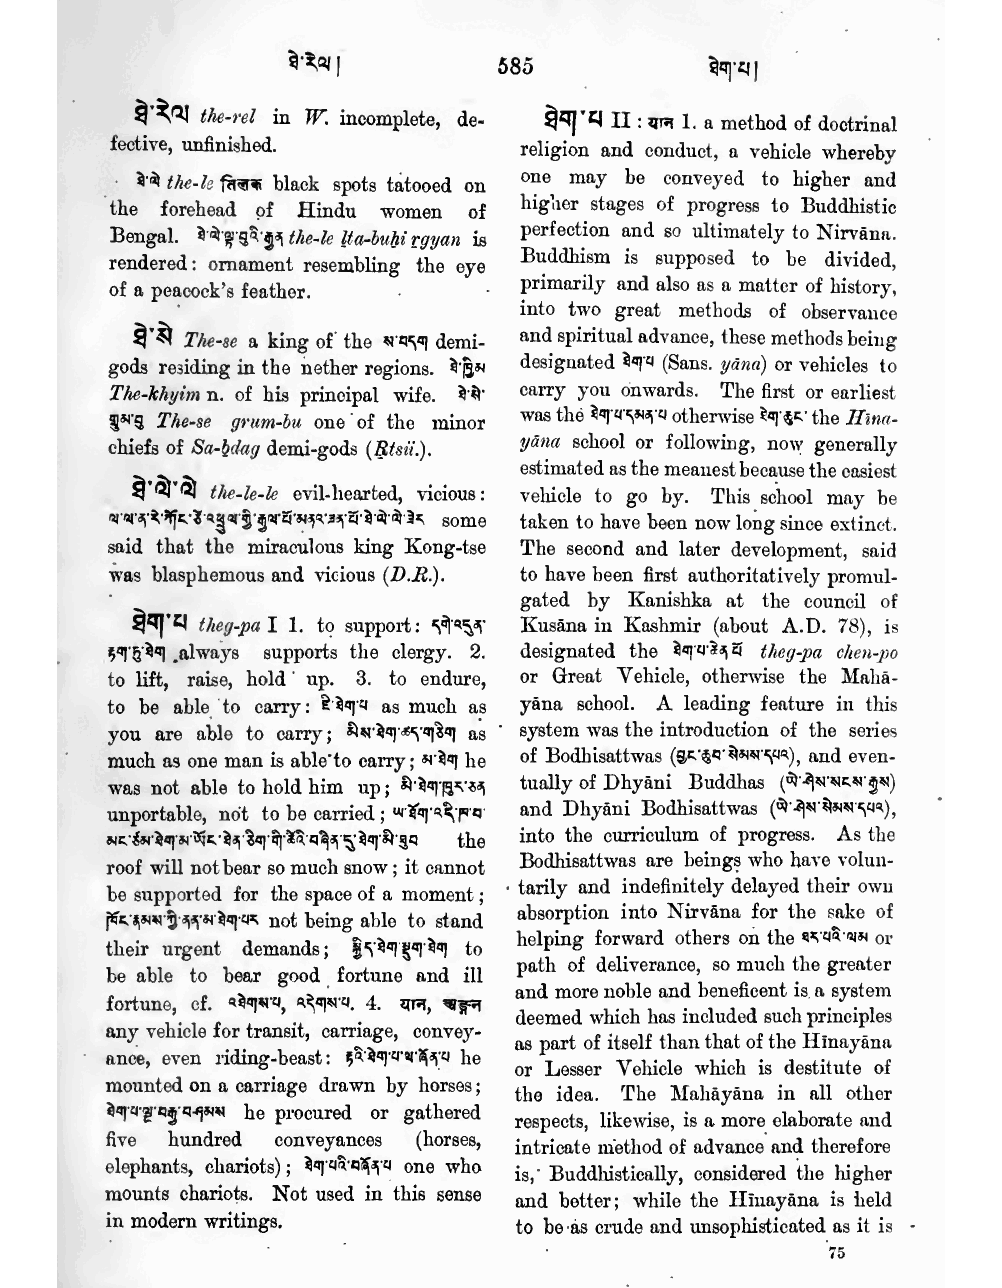 ཐེ་རེལ། 585 ཐེག་པ།
ཐེ་རེལ། the-rel in W. incomplete, de-
fective, unfinished.
ཐེ་ལེ the-le तिलक black spots tatooed on
the forehead of Hindu women of
Bengal. ཐེ་ལེ་ལྟ་བུའི་རྒྱན the-le lta-buḥi rgyan is
rendered: ornament resembling the eye
of a peacock's feather.
ཐེ་སེ The-se a king of the ས་བདག demi-
gods residing in the nether regions. ཐེ་ཁྱིམ
The-khyim n. of his principal wife. ཐེ་སེ་
གྲུམ་བུ The-se grum-bu one of the minor
chiefs of Sa-bdag demi-gods (Rtsii.).
ཐེ་ལེ་ལེ the-le-le evil-hearted, vicious:
ལ་ལ་ན་རེ་ཀོང་ཙེ་འཕྲུལ་གྱི་རྒྱལ་པོ་མནར་ཅན་པོ་ཐེ་ལེ་ལེ་ཟེར some
said that the miraculous king Kong-tse
was blasphemous and vicious (D.R.).
ཐེག་པ theg-pa I 1. to support: དགེ་འདུན་
རྟག་ཏུ་ཐེག always supports the clergy. 2.
to lift, raise, hold up. 3. to endure,
to be able to carry: ཇི་ཐེག་པ as much as
you are able to carry; མིས་ཐེག་ཚད་གཅིག as
much as one man is able to carry; མ་ཐེག he
was not able to hold him up; མི་ཐེག་ཁུར་ཅན
unportable, not to be carried; the
roof will not bear so much snow; it cannot
be supported for the space of a moment;
ཁོང་རྣམས་ཀྱི་ནན་མ་ཐེག་པར not being able to stand
their urgent demands; སྐྱིད་ཐེག་སྡུག་ཐེག to
be able to bear good fortune and ill
fortune, cf. འཐེགས་པ, འདེགས་པ. 4. यान,
any vehicle for transit, carriage, convey-
ance, even riding-beast: རྟའི་ཐེག་པ་ལ་ཞོན་པ he
mounted on a carriage drawn by horses;
ཐེག་པ་ལྔ་བརྒྱ་བཤམས he procured or gathered
five hundred conveyances (horses,
elephants, chariots); ཐེག་པའི་བཞོན་པ one who
mounts chariots. Not used in this sense
in modern writings.
ཐེག་པ II: यान 1. a method of doctrinal
religion and conduct, a vehicle whereby
one may be conveyed to higher and
higher stages of progress to Buddhistic
perfection and so ultimately to Nirvāna.
Buddhism is supposed to be divided,
primarily and also as a matter of history,
into two great methods of observance
and spiritual advance, these methods being
designated ཐེག་པ (Sans. yāna) or vehicles to
carry you onwards. The first or earliest
was the ཐེག་པ་དམན་པ otherwise ཐེག་ཆུང་ the Hīna-
yāna school or following, now generally
estimated as the meanest because the easiest
vehicle to go by. This school may be
taken to have been now long since extinct.
The second and later development, said
to have been first authoritatively promul-
gated by Kanishka at the council of
Kusāna in Kashmir (about A.D. 78), is
designated the ཐེག་པ་ཆེན་པོ theg-pa chen-po
or Great Vehicle, otherwise the Mahā-
yāna school. A leading feature in this
system was the introduction of the series
of Bodhisattwas (བྱང་ཆུབ་སེམས་དཔའ), and even-
tually of Dhyāni Buddhas (ཡེ་ཤེས་སངས་རྒྱས)
and Dhyāni Bodhisattwas (ཡེ་ཤེས་སེམས་དཔའ),
into the curriculum of progress. As the
Bodhisattwas are beings who have volun-
tarily and indefinitely delayed their own
absorption into Nirvāna for the sake of
helping forward others on the ཐར་པའི་ལམ or
path of deliverance, so much the greater
and more noble and beneficent is a system
deemed which has included such principles
as part of itself than that of the Hīnayāna
or Lesser Vehicle which is destitute of
the idea. The Mahāyāna in all other
respects, likewise, is a more elaborate and
intricate method of advance and therefore
is, Buddhistically, considered the higher
and better; while the Hīnayāna is held
to be as crude and unsophisticated as it is
75